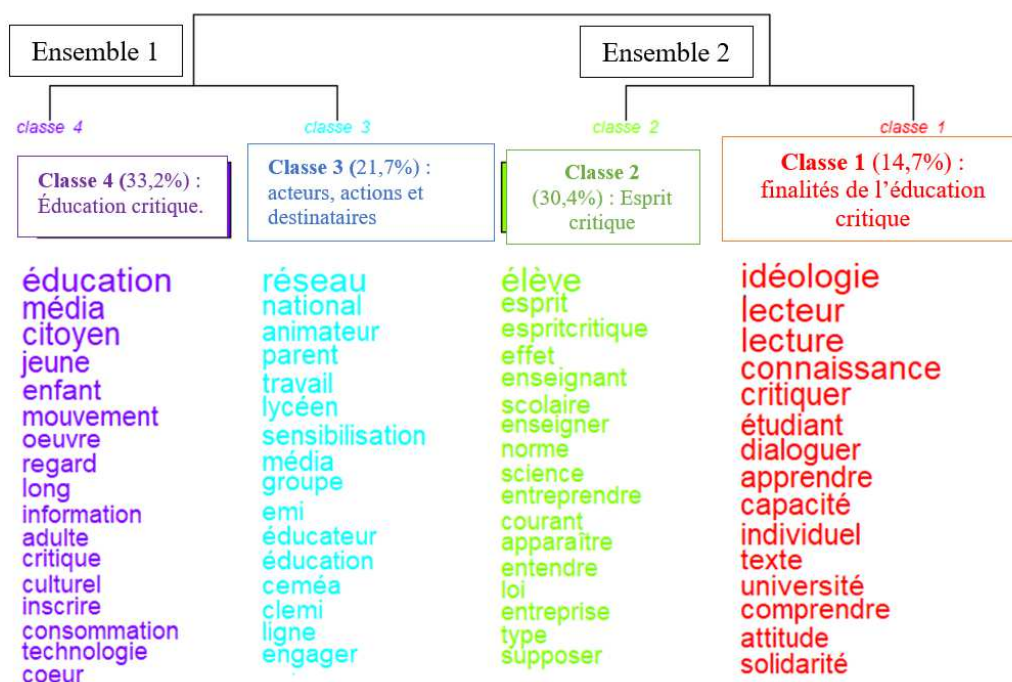 Ensemble 1
Ensemble 2
classe 4
classe 3
classe 2
classe 1
Classe 4 (33,2%) :
Éducation critique.
Classe 3 (21,7%) :
acteurs, actions et
destinataires
Classe 2
(30,4%) : Esprit
critique
Classe 1 (14,7%) :
finalités de l’éducation
critique
éducation
média
citoyen
jeune
enfant
mouvement
oeuvre
regard
long
information
adulte
critique
culturel
inscrire
consommation
technologie
coeur
réseau
national
animateur
parent
travail
lycéen
sensibilisation
média
groupe
emi
éducateur
éducation
ceméa
clemi
ligne
engager
élève
esprit
espritcritique
effet
enseignant
scolaire
enseigner
norme
science
entreprendre
courant
apparaître
entendre
loi
entreprise
type
supposer
idéologie
lecteur
lecture
connaissance
critiquer
étudiant
dialoguer
apprendre
capacité
individuel
texte
université
comprendre
attitude
solidarité